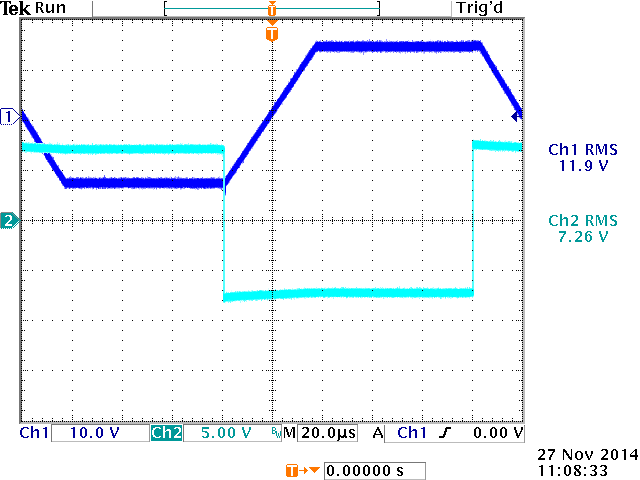 Tek Run Trig'd
T
T
1
Ch1 RMS
11.9 V
2
Ch2 RMS
7.26 V
Ch1 10.0 V Ch2 5.00 V BW M 20.0µs A Ch1 0.00 V
27 Nov 2014
T 0.00000 s
11:08:33